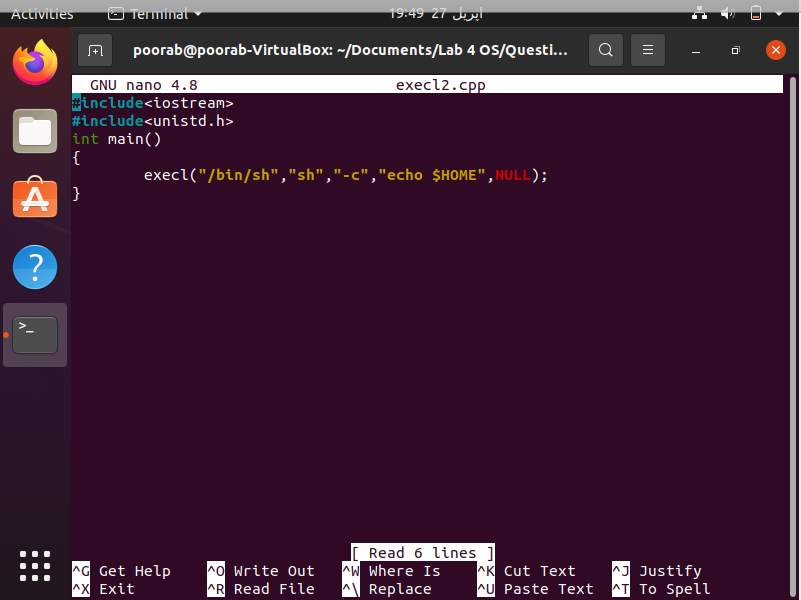 Activities Terminal 19:49 27 اپریل
poorab@poorab-VirtualBox: ~/Documents/Lab 4 OS/Questi...
GNU nano 4.8 execl2.cpp
#include<iostream>
#include<unistd.h>
int main()
{
execl("/bin/sh","sh","-c","echo $HOME",NULL);
}
[ Read 6 lines ]
^G Get Help ^O Write Out ^W Where Is ^K Cut Text ^J Justify
^X Exit ^R Read File ^\ Replace ^U Paste Text ^T To Spell